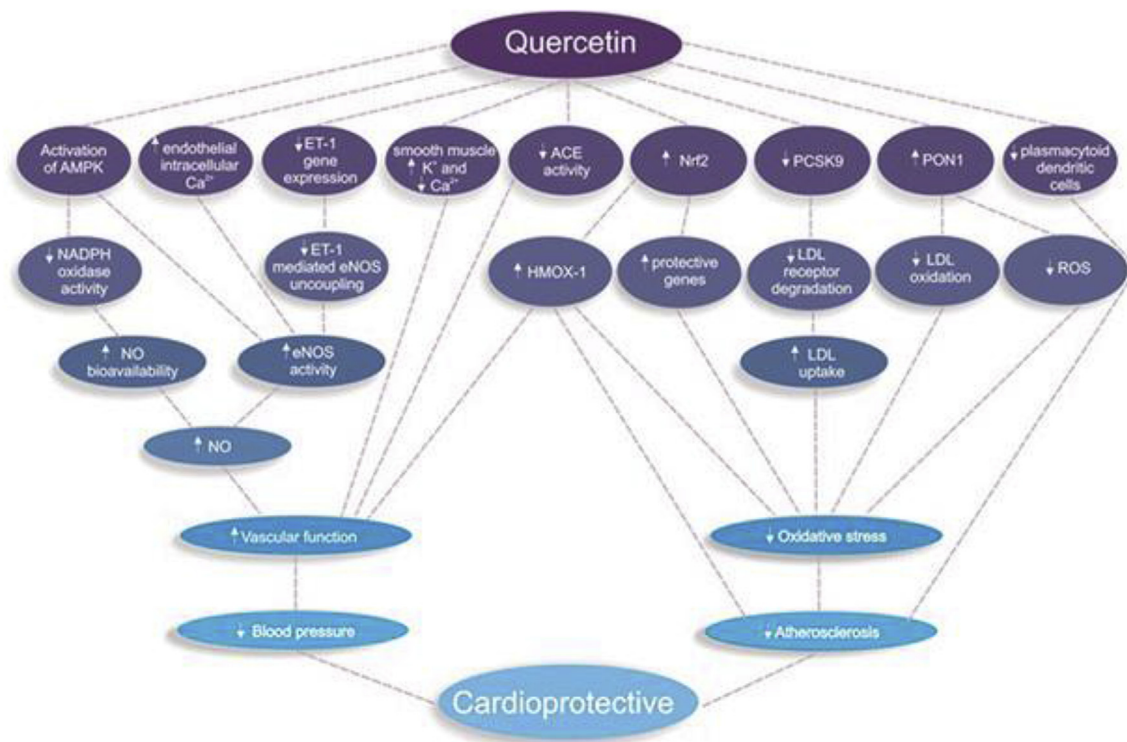 Quercetin
Activation
of AMPK
↑ endothelial
intracellular
Ca²⁺
↓ ET-1
gene
expression
smooth muscle
↑ K⁺ and
↓ Ca²⁺
↓ ACE
activity
↑ Nrf2
↓ PCSK9
↑ PON1
↓ plasmacytoid
dendritic
cells
↓ NADPH
oxidase
activity
↓ ET-1
mediated eNOS
uncoupling
↑ HMOX-1
↑ protective
genes
↓ LDL
receptor
degradation
↓ LDL
oxidation
↓ ROS
↑ NO
bioavailability
↑ eNOS
activity
↑ LDL
uptake
↑ NO
↑ Vascular function
↓ Oxidative stress
↓ Blood pressure
↓ Atherosclerosis
Cardioprotective